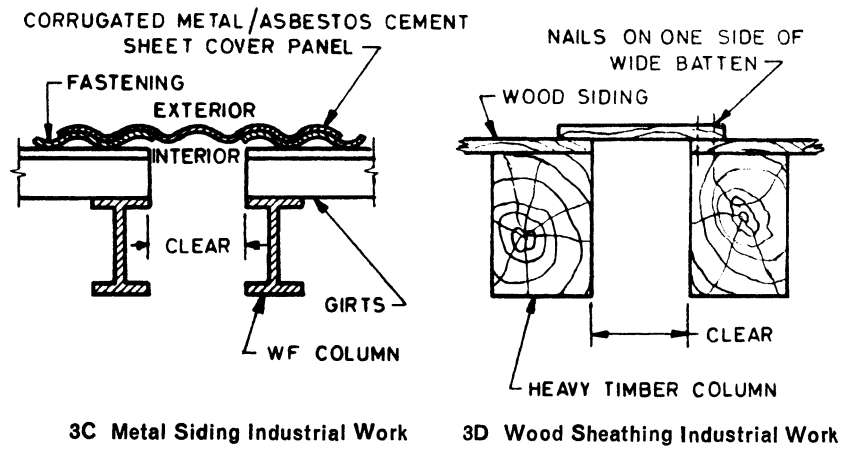 CORRUGATED METAL/ASBESTOS CEMENT
SHEET COVER PANEL
FASTENING
EXTERIOR
INTERIOR
CLEAR
GIRTS
WF COLUMN
3C Metal Siding Industrial Work
NAILS ON ONE SIDE OF
WIDE BATTEN
WOOD SIDING
CLEAR
HEAVY TIMBER COLUMN
3D Wood Sheathing Industrial Work